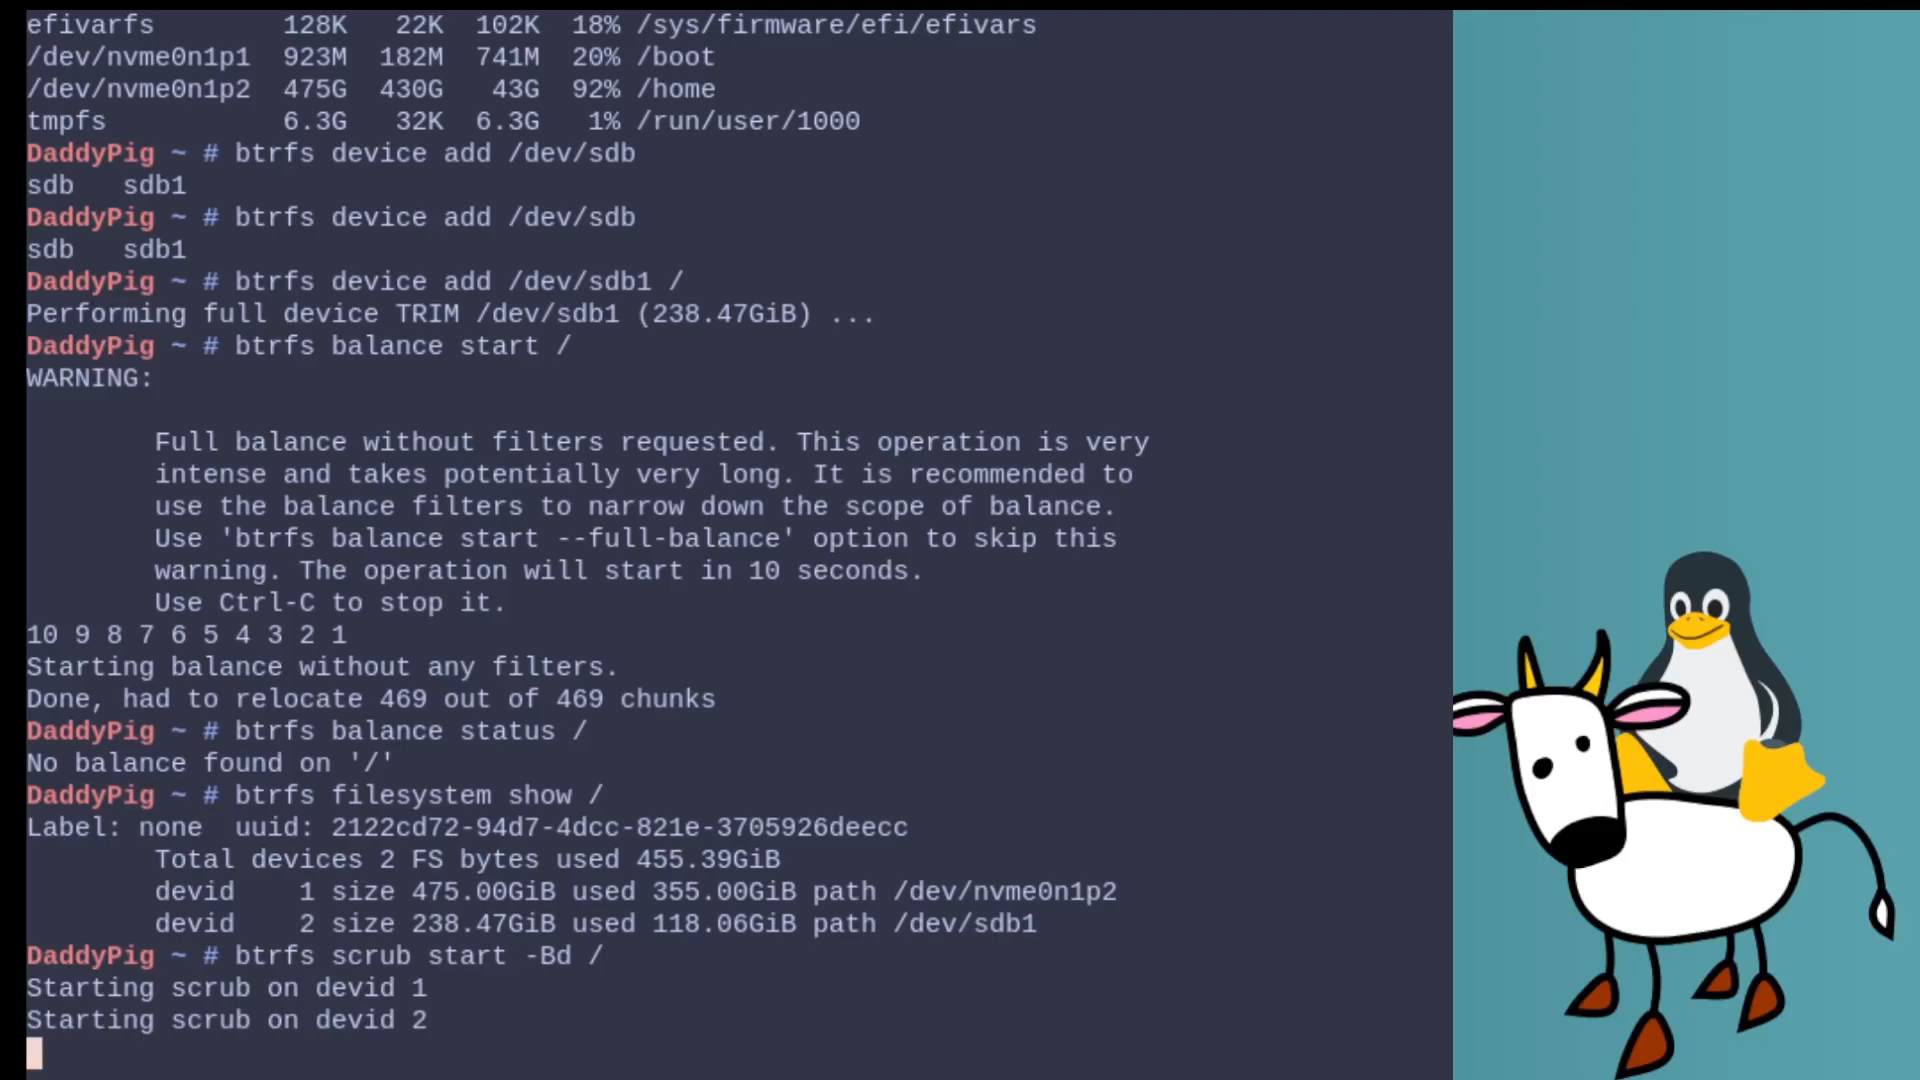 efivarfs        128K   22K  102K  18% /sys/firmware/efi/efivars
/dev/nvme0n1p1  923M  182M  741M  20% /boot
/dev/nvme0n1p2  475G  430G   43G  92% /home
tmpfs           6.3G   32K  6.3G   1% /run/user/1000
DaddyPig ~ # btrfs device add /dev/sdb
sdb   sdb1
DaddyPig ~ # btrfs device add /dev/sdb
sdb   sdb1
DaddyPig ~ # btrfs device add /dev/sdb1 /
Performing full device TRIM /dev/sdb1 (238.47GiB) ...
DaddyPig ~ # btrfs balance start /
WARNING:
Full balance without filters requested. This operation is very
intense and takes potentially very long. It is recommended to
use the balance filters to narrow down the scope of balance.
Use 'btrfs balance start --full-balance' option to skip this
warning. The operation will start in 10 seconds.
Use Ctrl-C to stop it.
10 9 8 7 6 5 4 3 2 1
Starting balance without any filters.
Done, had to relocate 469 out of 469 chunks
DaddyPig ~ # btrfs balance status /
No balance found on '/'
DaddyPig ~ # btrfs filesystem show /
Label: none  uuid: 2122cd72-94d7-4dcc-821e-3705926deecc
Total devices 2 FS bytes used 455.39GiB
devid    1 size 475.00GiB used 355.00GiB path /dev/nvme0n1p2
devid    2 size 238.47GiB used 118.06GiB path /dev/sdb1
DaddyPig ~ # btrfs scrub start -Bd /
Starting scrub on devid 1
Starting scrub on devid 2